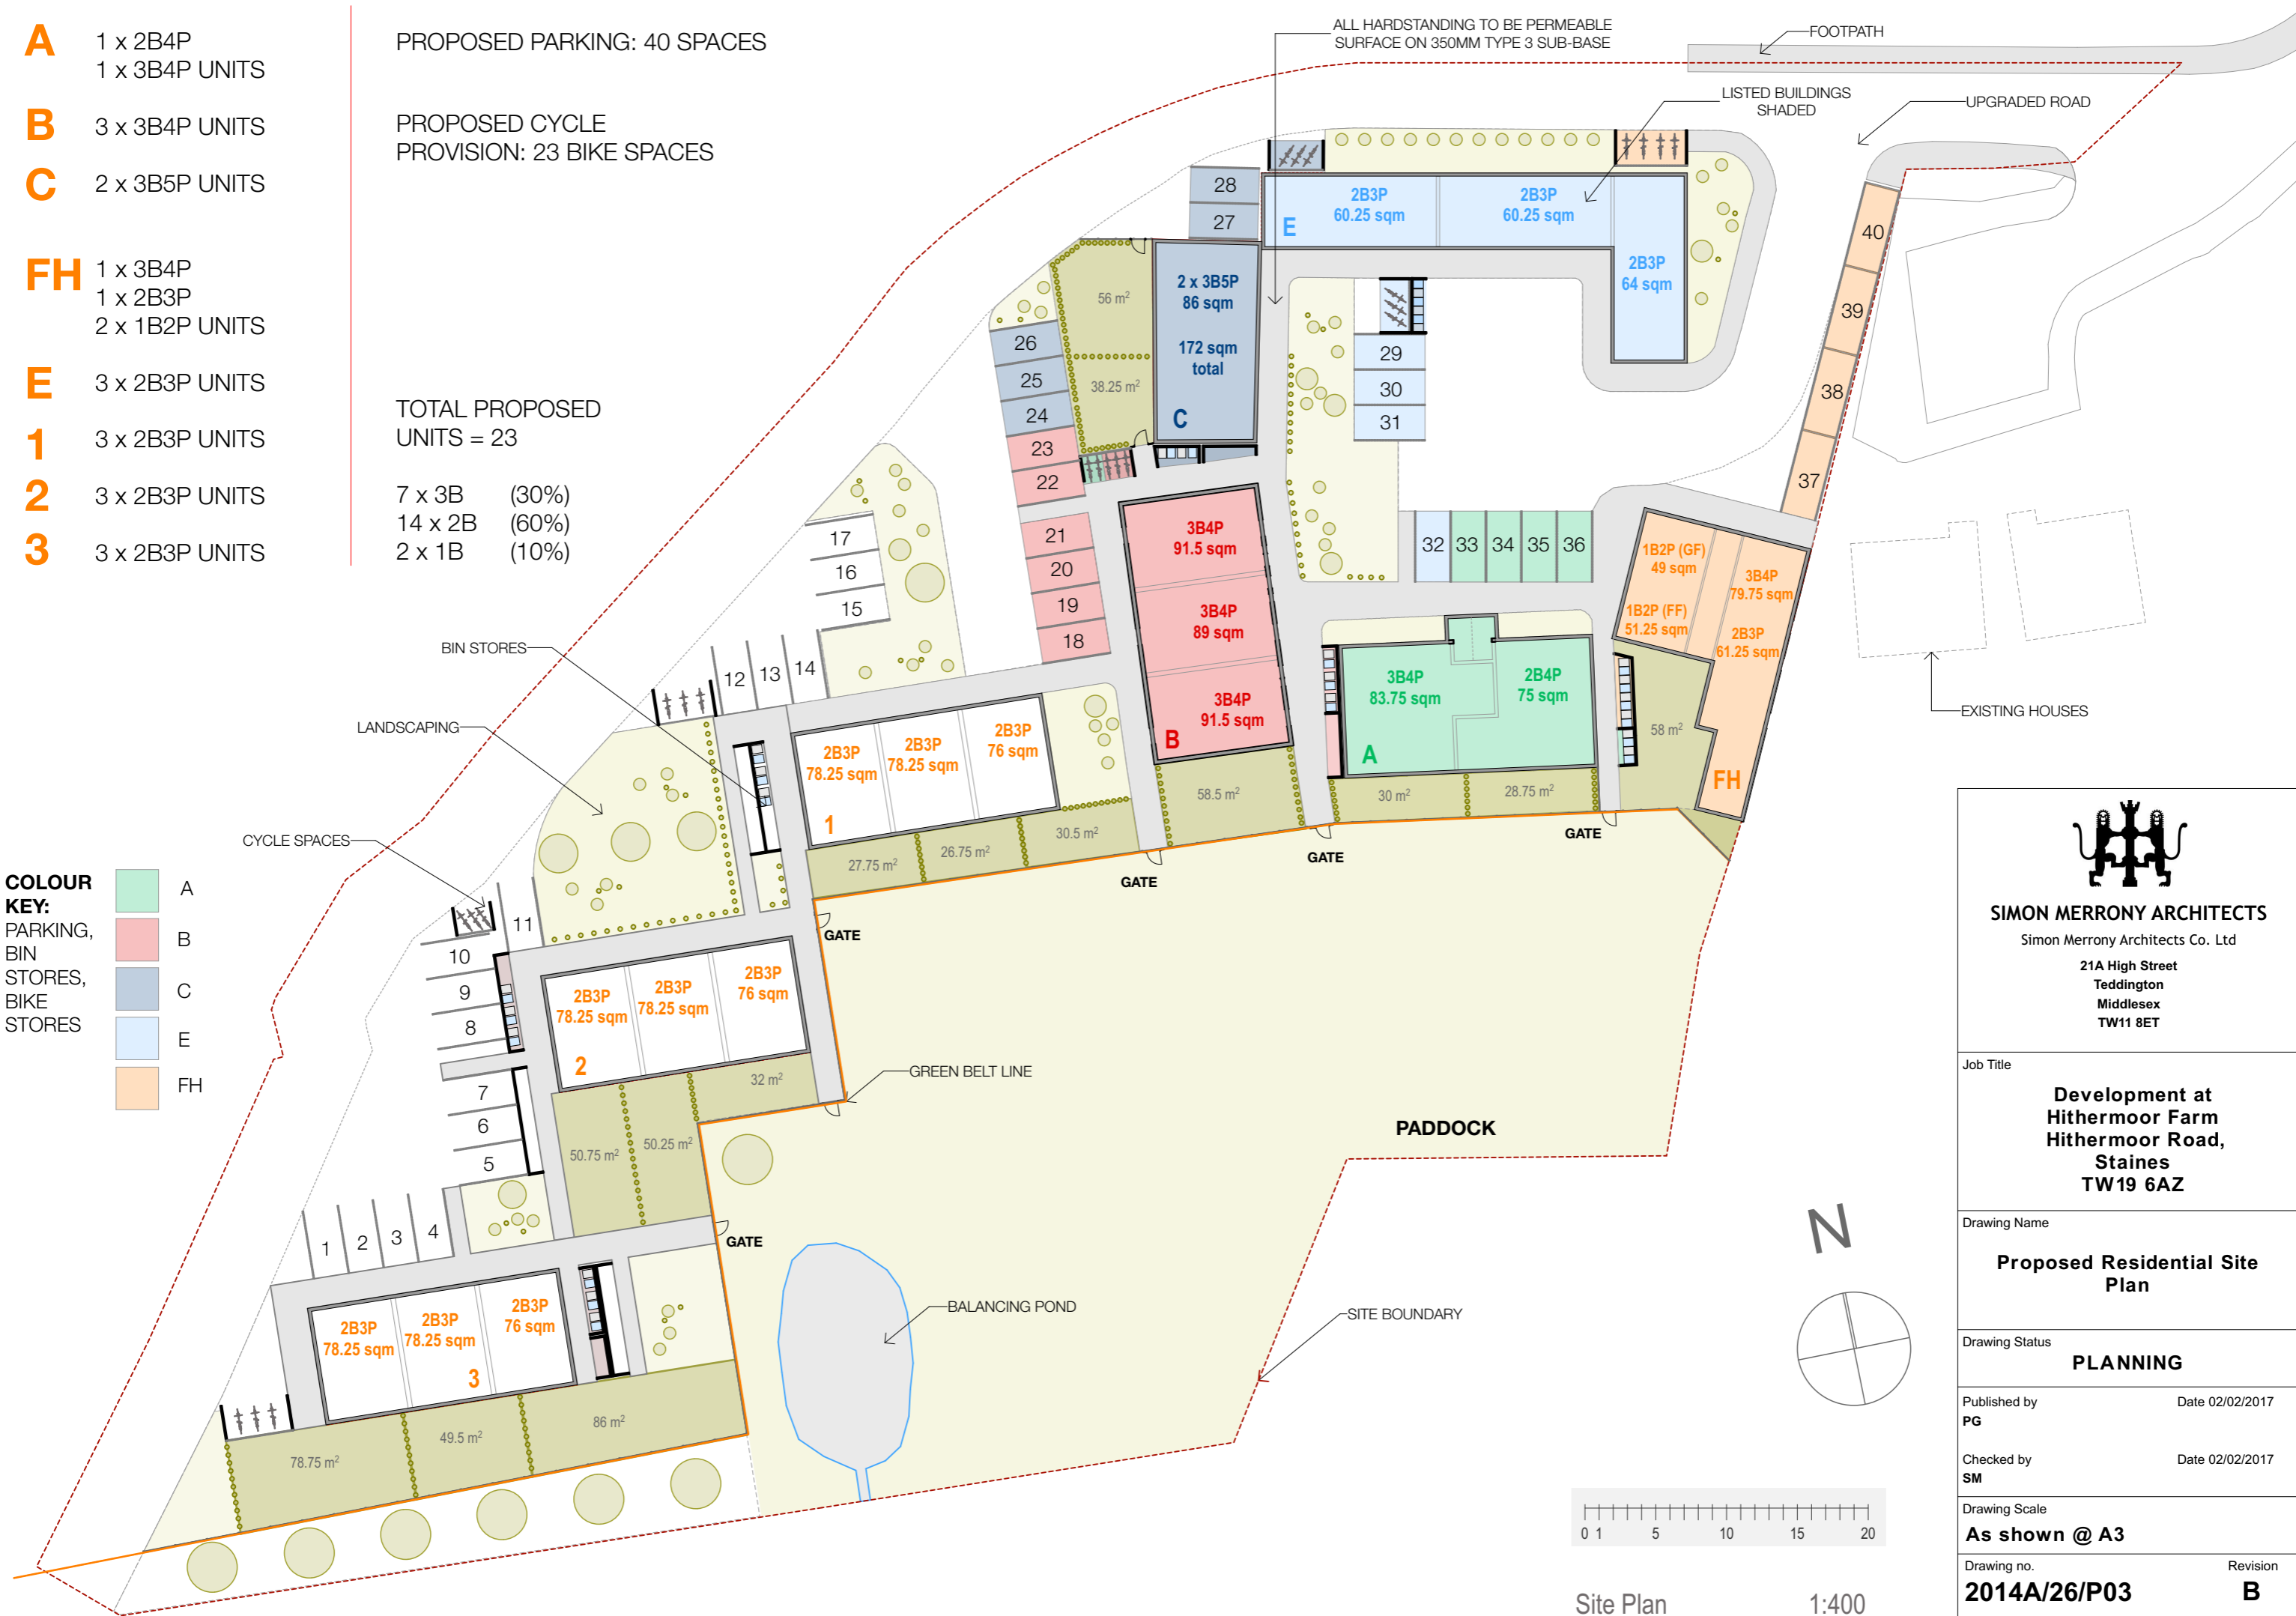 A
1 x 2B4P
1 x 3B4P UNITS
B
3 x 3B4P UNITS
C
2 x 3B5P UNITS
FH
1 x 3B4P
1 x 2B3P
2 x 1B2P UNITS
E
3 x 2B3P UNITS
1
3 x 2B3P UNITS
2
3 x 2B3P UNITS
3
3 x 2B3P UNITS
PROPOSED PARKING: 40 SPACES
PROPOSED CYCLE
PROVISION: 23 BIKE SPACES
TOTAL PROPOSED
UNITS = 23
7 x 3B (30%)
14 x 2B (60%)
2 x 1B (10%)
ALL HARDSTANDING TO BE PERMEABLE
SURFACE ON 350MM TYPE 3 SUB-BASE
FOOTPATH
LISTED BUILDINGS
SHADED
UPGRADED ROAD
28
27
2B3P
60.25 sqm
2B3P
60.25 sqm
E
2B3P
64 sqm
40
39
38
37
56 m²
38.25 m²
2 x 3B5P
86 sqm
172 sqm
total
C
26
25
24
23
22
21
20
19
18
29
30
31
32
33
34
35
36
17
16
15
3B4P
91.5 sqm
3B4P
89 sqm
3B4P
91.5 sqm
B
1B2P (GF)
49 sqm
1B2P (FF)
51.25 sqm
3B4P
79.75 sqm
2B3P
61.25 sqm
FH
58 m²
3B4P
83.75 sqm
2B4P
75 sqm
A
EXISTING HOUSES
BIN STORES
12
13
14
LANDSCAPING
2B3P
78.25 sqm
2B3P
78.25 sqm
2B3P
76 sqm
1
58.5 m²
30 m²
28.75 m²
27.75 m²
26.75 m²
30.5 m²
GATE
GATE
GATE
GATE
CYCLE SPACES
COLOUR
KEY:
PARKING,
BIN
STORES,
BIKE
STORES
A
B
C
E
FH
11
10
9
8
7
6
5
2B3P
78.25 sqm
2B3P
78.25 sqm
2B3P
76 sqm
2
32 m²
50.75 m²
50.25 m²
GREEN BELT LINE
PADDOCK
GATE
1
2
3
4
2B3P
78.25 sqm
2B3P
78.25 sqm
2B3P
76 sqm
3
78.75 m²
49.5 m²
86 m²
BALANCING POND
SITE BOUNDARY
N
0 1 5 10 15 20
Site Plan 1:400
SIMON MERRONY ARCHITECTS
Simon Merrony Architects Co. Ltd
21A High Street
Teddington
Middlesex
TW11 8ET
Job Title
Development at
Hithermoor Farm
Hithermoor Road,
Staines
TW19 6AZ
Drawing Name
Proposed Residential Site
Plan
Drawing Status
PLANNING
Published by Date 02/02/2017
PG
Checked by Date 02/02/2017
SM
Drawing Scale
As shown @ A3
Drawing no. Revision
2014A/26/P03 B